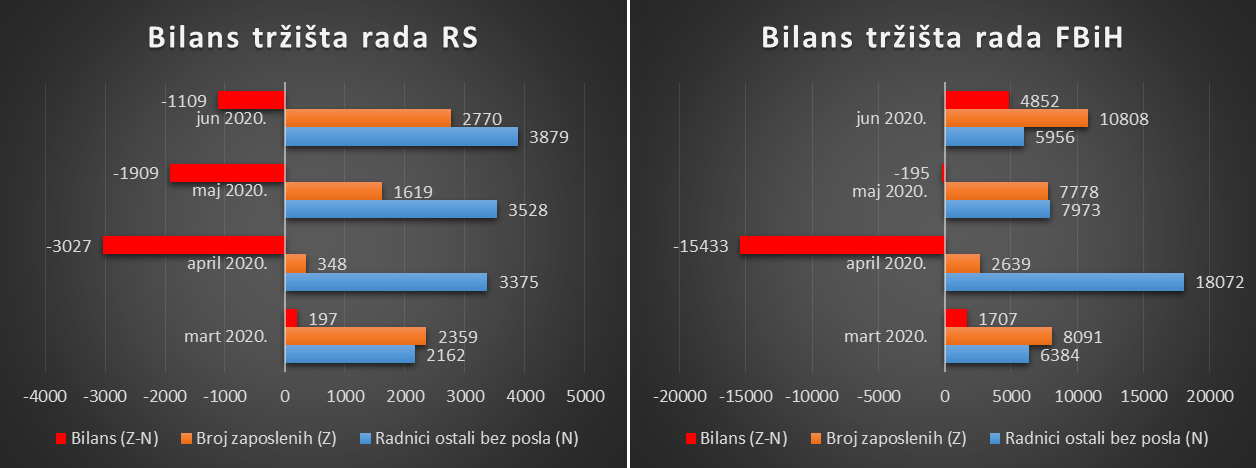 Bilans tržišta rada RS
-1109
jun 2020.
2770
3879
-1909
maj 2020.
1619
3528
-3027
april 2020.
348
3375
197
mart 2020.
2359
2162
-4000 -3000 -2000 -1000 0 1000 2000 3000 4000 5000
Bilans (Z-N) Broj zaposlenih (Z) Radnici ostali bez posla (N)
Bilans tržišta rada FBiH
4852
jun 2020.
10808
5956
-195
maj 2020.
7778
7973
-15433
april 2020.
2639
18072
1707
mart 2020.
8091
6384
-20000 -15000 -10000 -5000 0 5000 10000 15000 20000
Bilans (Z-N) Broj zaposlenih (Z) Radnici ostali bez posla (N)